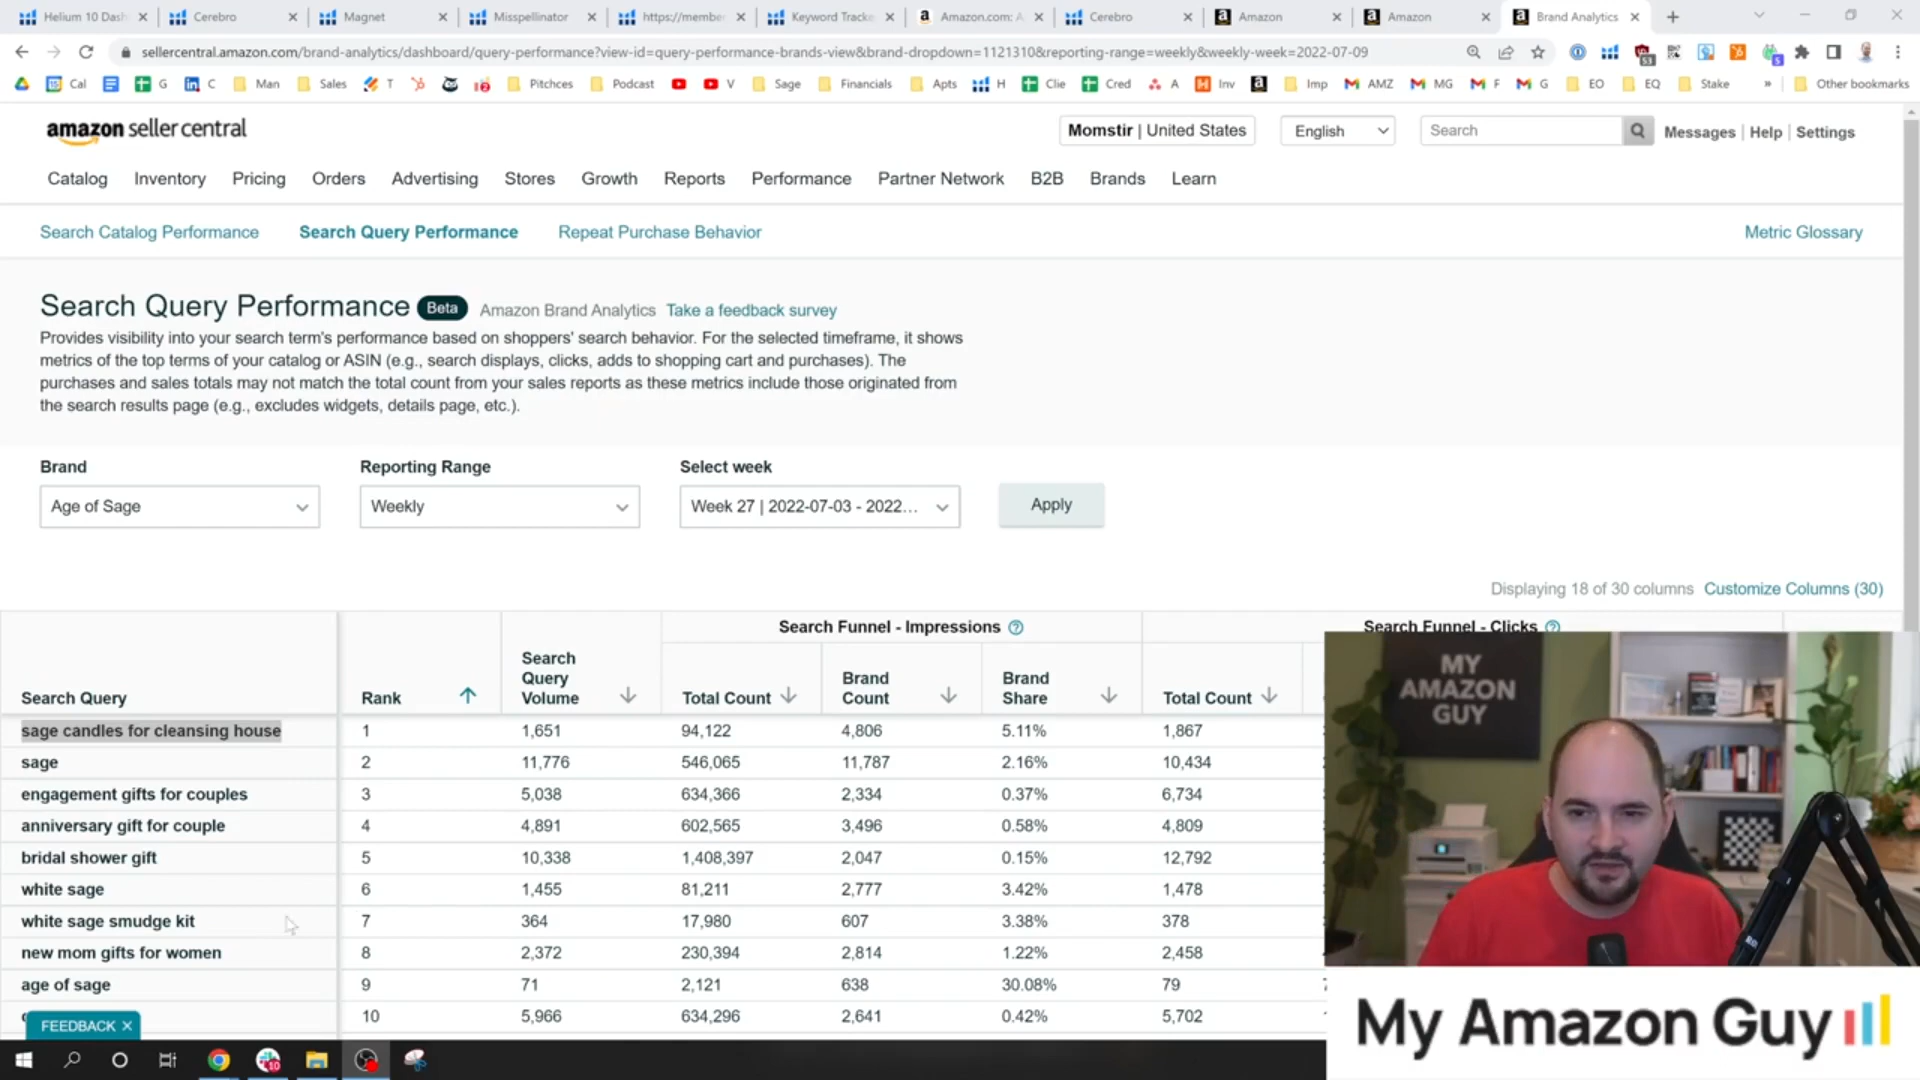 Helium 10 Dash
Cerebro
Magnet
Misspellinator
https://member
Keyword Tracke
Amazon.com: A
Cerebro
Amazon
Amazon
Brand Analytics
sellercentral.amazon.com/brand-analytics/dashboard/query-performance?view-id=query-performance-brands-view&brand-dropdown=1121310&reporting-range=weekly&weekly-week=2022-07-09
Cal G C Man Sales T Pitchces Podcast V Sage Financials Apts H Clie Cred A Inv Imp AMZ MG F G EO EQ Stake » Other bookmarks
amazon seller central
Momstir | United States
English
Search
Messages | Help | Settings
Catalog Inventory Pricing Orders Advertising Stores Growth Reports Performance Partner Network B2B Brands Learn
Search Catalog Performance Search Query Performance Repeat Purchase Behavior Metric Glossary
Search Query Performance Beta Amazon Brand Analytics Take a feedback survey
Provides visibility into your search term's performance based on shoppers' search behavior. For the selected timeframe, it shows
metrics of the top terms of your catalog or ASIN (e.g., search displays, clicks, adds to shopping cart and purchases). The
purchases and sales totals may not match the total count from your sales reports as these metrics include those originated from
the search results page (e.g., excludes widgets, details page, etc.).
Brand Reporting Range Select week
Age of Sage Weekly Week 27 | 2022-07-03 - 2022... Apply
Displaying 18 of 30 columns Customize Columns (30)
Search Funnel - Impressions Search Funnel - Clicks
Search Query Rank Search Query Volume Total Count Brand Count Brand Share Total Count
sage candles for cleansing house 1 1,651 94,122 4,806 5.11% 1,867
sage 2 11,776 546,065 11,787 2.16% 10,434
engagement gifts for couples 3 5,038 634,366 2,334 0.37% 6,734
anniversary gift for couple 4 4,891 602,565 3,496 0.58% 4,809
bridal shower gift 5 10,338 1,408,397 2,047 0.15% 12,792
white sage 6 1,455 81,211 2,777 3.42% 1,478
white sage smudge kit 7 364 17,980 607 3.38% 378
new mom gifts for women 8 2,372 230,394 2,814 1.22% 2,458
age of sage 9 71 2,121 638 30.08% 79
10 5,966 634,296 2,641 0.42% 5,702
FEEDBACK ×
MY
AMAZON
GUY
My Amazon Guy